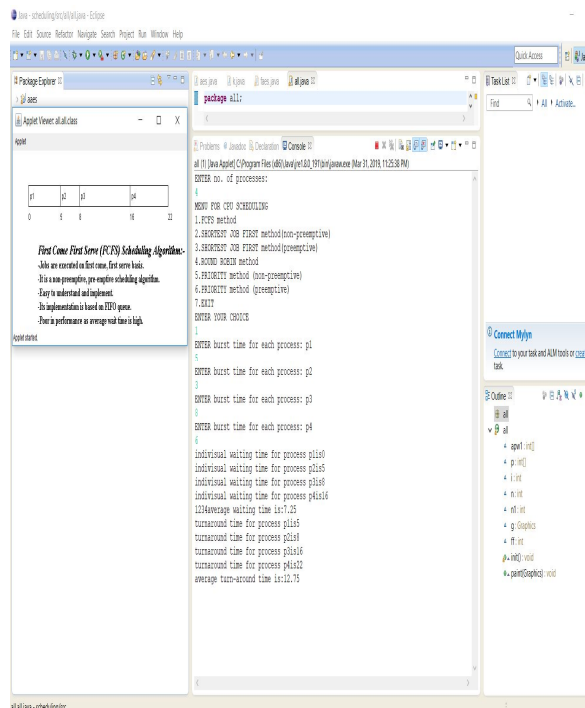 Java - scheduling/src/all/all.java - Eclipse
File Edit Source Refactor Navigate Search Project Run Window Help
Quick Access
Package Explorer
aaes
Applet Viewer: all.all.class
Applet
p1 p2 p3 p4
0 5 8 16 22
First Come First Serve (FCFS) Scheduling Algorithm:-
-Jobs are executed on first come, first serve basis.
-It is a non-preemptive, pre-emptive scheduling algorithm.
-Easy to understand and implement.
-Its implementation is based on FIFO queue.
-Poor in performance as average wait time is high.
Applet started.
aes.java k.java faes.java all.java
package all;
Problems Javadoc Declaration Console
all (1) [Java Applet] C:\Program Files (x86)\Java\jre1.8.0_191\bin\javaw.exe (Mar 31, 2019, 11:25:38 PM)
ENTER no. of processes:
4
MENU FOR CPU SCHEDULING
1.FCFS method
2.SHORTEST JOB FIRST method(non-preemptive)
3.SHORTEST JOB FIRST method(preemptive)
4.ROUND ROBIN method
5.PRIORITY method (non-preemptive)
6.PRIORITY method (preemptive)
7.EXIT
ENTER YOUR CHOICE
1
ENTER burst time for each process: p1
5
ENTER burst time for each process: p2
3
ENTER burst time for each process: p3
8
ENTER burst time for each process: p4
6
indivisual waiting time for process p1is0
indivisual waiting time for process p2is5
indivisual waiting time for process p3is8
indivisual waiting time for process p4is16
1234average waiting time is:7.25
turnaround time for process p1is5
turnaround time for process p2is8
turnaround time for process p3is16
turnaround time for process p4is22
average turn-around time is:12.75
Task List
Find All Activate..
Connect Mylyn
Connect to your task and ALM tools or
task.
Outline
all
all
apw1 : int[]
p : int[]
i : int
n : int
n1 : int
g : Graphics
ff : int
init() : void
paint(Graphics) : void
all.all.java - scheduling/src